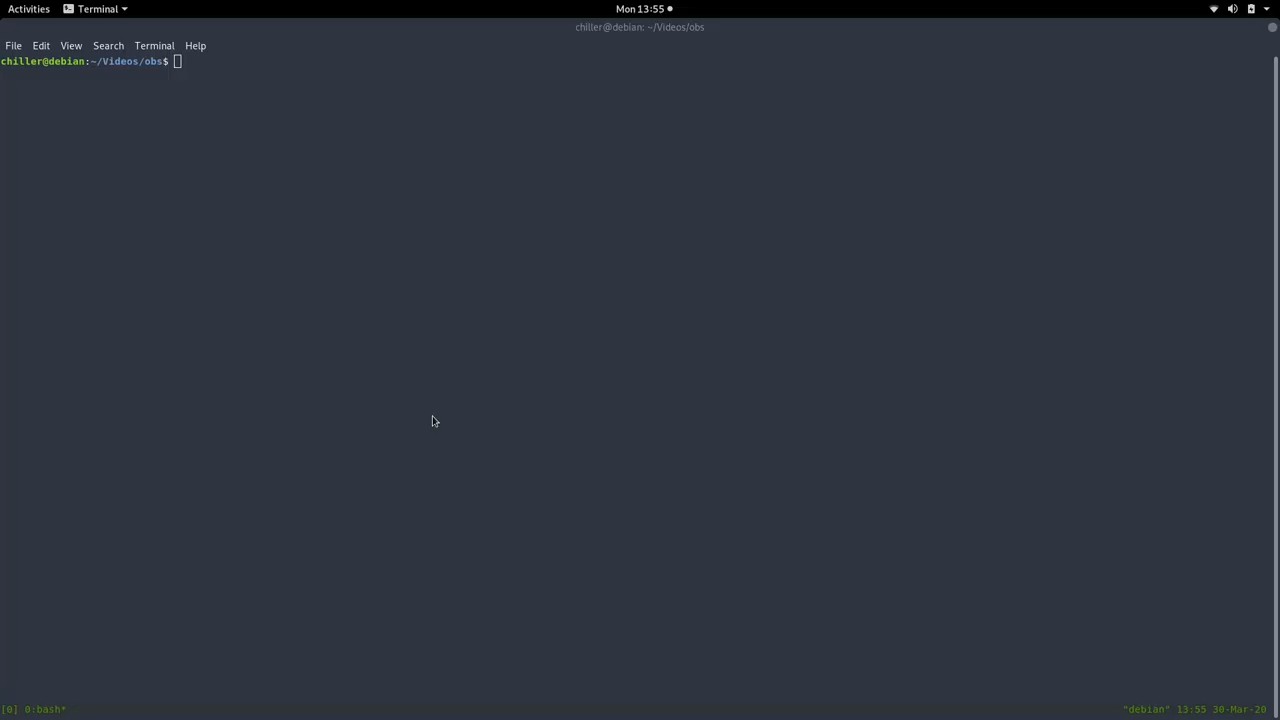 Activities Terminal Mon 13:55
chiller@debian: ~/Videos/obs
File Edit View Search Terminal Help
chiller@debian:~/Videos/obs$
[0] 0:bash* "debian" 13:55 30-Mar-20